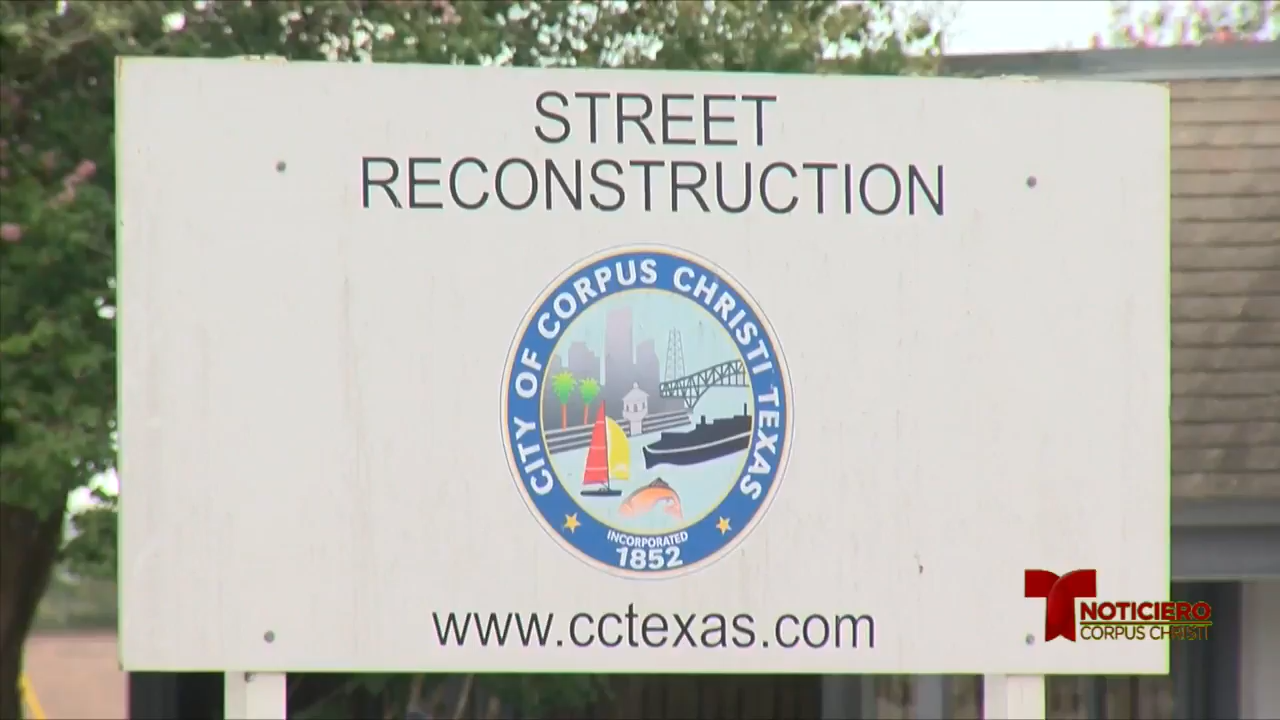 STREET
RECONSTRUCTION
CITY OF CORPUS CHRISTI TEXAS
INCORPORATED
1852
www.cctexas.com
NOTICIERO
CORPUS CHRISTI